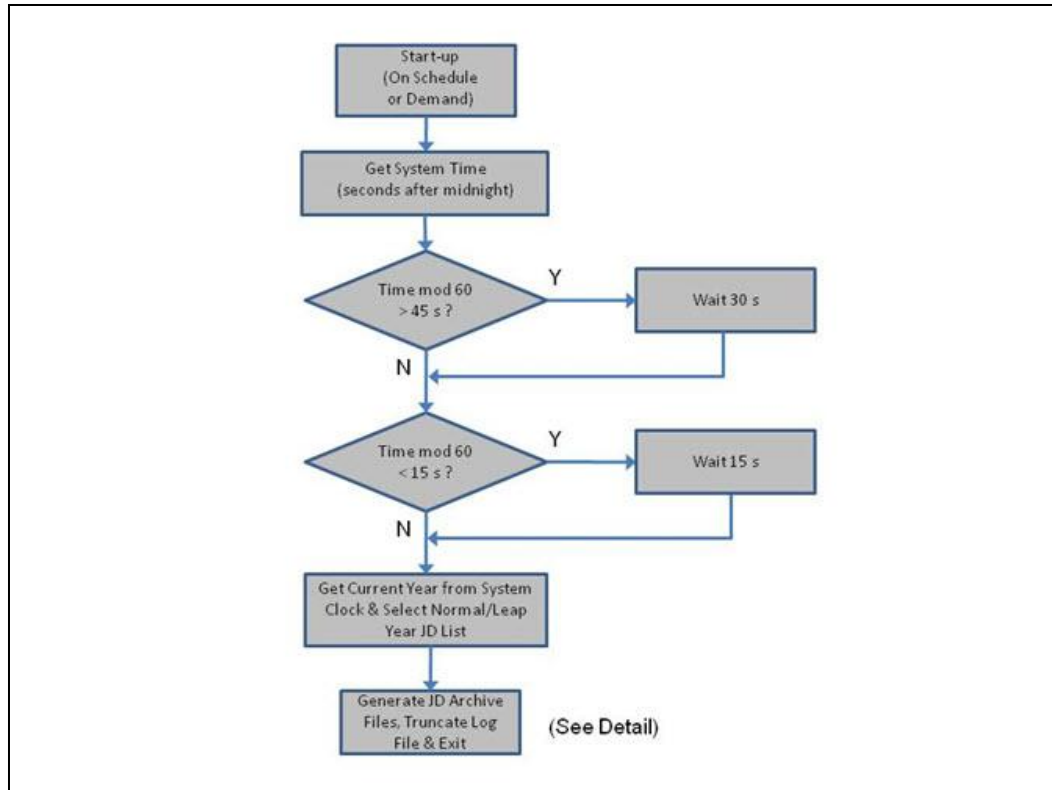 Start-up
(On Schedule
or Demand)
Get System Time
(seconds after midnight)
Time mod 60
> 45 s ?
Y
Wait 30 s
N
Time mod 60
< 15 s ?
Y
Wait 15 s
N
Get Current Year from System
Clock & Select Normal/Leap
Year JD List
Generate JD Archive
Files, Truncate Log
File & Exit
(See Detail)